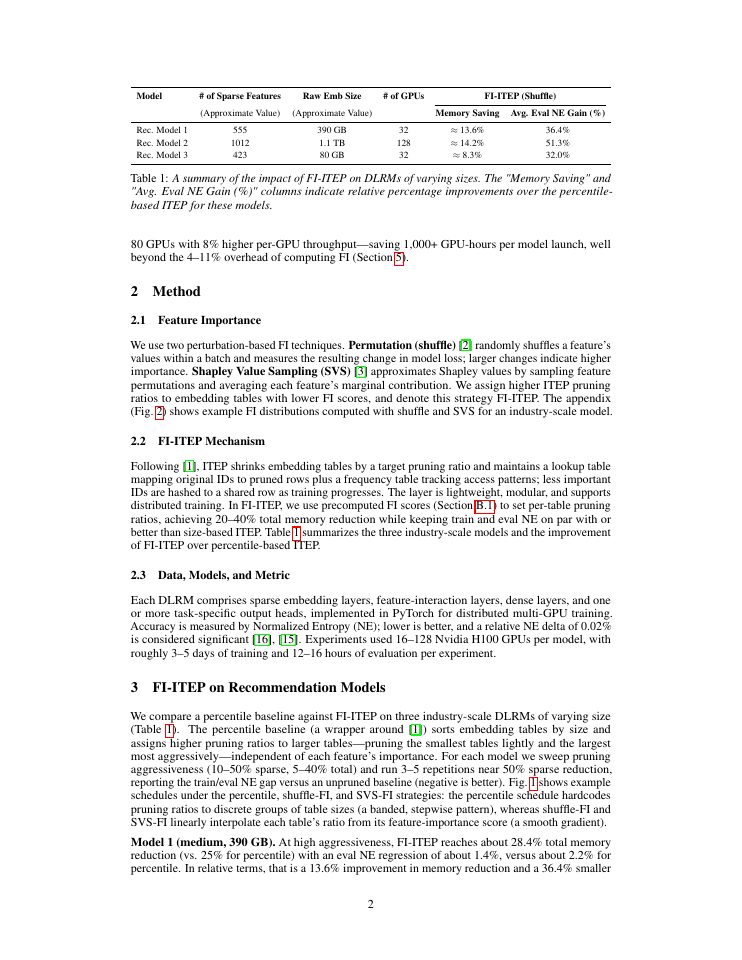 Model # of Sparse Features Raw Emb Size # of GPUs FI-ITEP (Shuffle)
(Approximate Value) (Approximate Value) Memory Saving Avg. Eval NE Gain (%)
Rec. Model 1 555 390 GB 32 ≈ 13.6% 36.4%
Rec. Model 2 1012 1.1 TB 128 ≈ 14.2% 51.3%
Rec. Model 3 423 80 GB 32 ≈ 8.3% 32.0%
Table 1: A summary of the impact of FI-ITEP on DLRMs of varying sizes. The "Memory Saving" and
"Avg. Eval NE Gain (%)" columns indicate relative percentage improvements over the percentile-
based ITEP for these models.
80 GPUs with 8% higher per-GPU throughput—saving 1,000+ GPU-hours per model launch, well
beyond the 4–11% overhead of computing FI (Section 5).
2 Method
2.1 Feature Importance
We use two perturbation-based FI techniques. Permutation (shuffle) [2] randomly shuffles a feature's
values within a batch and measures the resulting change in model loss; larger changes indicate higher
importance. Shapley Value Sampling (SVS) [3] approximates Shapley values by sampling feature
permutations and averaging each feature's marginal contribution. We assign higher ITEP pruning
ratios to embedding tables with lower FI scores, and denote this strategy FI-ITEP. The appendix
(Fig. 2) shows example FI distributions computed with shuffle and SVS for an industry-scale model.
2.2 FI-ITEP Mechanism
Following [1], ITEP shrinks embedding tables by a target pruning ratio and maintains a lookup table
mapping original IDs to pruned rows plus a frequency table tracking access patterns; less important
IDs are hashed to a shared row as training progresses. The layer is lightweight, modular, and supports
distributed training. In FI-ITEP, we use precomputed FI scores (Section B.1) to set per-table pruning
ratios, achieving 20–40% total memory reduction while keeping train and eval NE on par with or
better than size-based ITEP. Table 1 summarizes the three industry-scale models and the improvement
of FI-ITEP over percentile-based ITEP.
2.3 Data, Models, and Metric
Each DLRM comprises sparse embedding layers, feature-interaction layers, dense layers, and one
or more task-specific output heads, implemented in PyTorch for distributed multi-GPU training.
Accuracy is measured by Normalized Entropy (NE); lower is better, and a relative NE delta of 0.02%
is considered significant [16], [15]. Experiments used 16–128 Nvidia H100 GPUs per model, with
roughly 3–5 days of training and 12–16 hours of evaluation per experiment.
3 FI-ITEP on Recommendation Models
We compare a percentile baseline against FI-ITEP on three industry-scale DLRMs of varying size
(Table 1). The percentile baseline (a wrapper around [1]) sorts embedding tables by size and
assigns higher pruning ratios to larger tables—pruning the smallest tables lightly and the largest
most aggressively—independent of each feature's importance. For each model we sweep pruning
aggressiveness (10–50% sparse, 5–40% total) and run 3–5 repetitions near 50% sparse reduction,
reporting the train/eval NE gap versus an unpruned baseline (negative is better). Fig. 1 shows example
schedules under the percentile, shuffle-FI, and SVS-FI strategies: the percentile schedule hardcodes
pruning ratios to discrete groups of table sizes (a banded, stepwise pattern), whereas shuffle-FI and
SVS-FI linearly interpolate each table's ratio from its feature-importance score (a smooth gradient).
Model 1 (medium, 390 GB). At high aggressiveness, FI-ITEP reaches about 28.4% total memory
reduction (vs. 25% for percentile) with an eval NE regression of about 1.4%, versus about 2.2% for
percentile. In relative terms, that is a 13.6% improvement in memory reduction and a 36.4% smaller
2